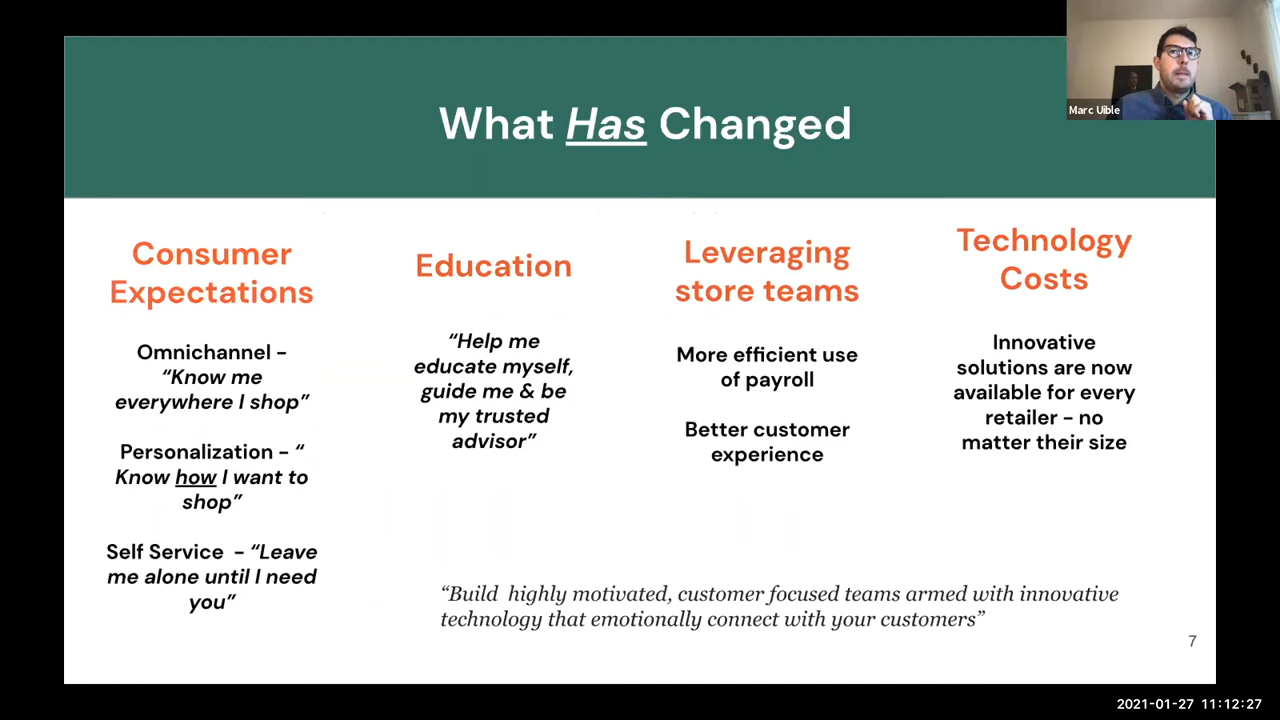 What Has Changed
Marc Uible
Consumer
Expectations
Omnichannel –
“Know me
everywhere I shop”
Personalization – “
Know how I want to
shop”
Self Service – “Leave
me alone until I need
you”
Education
“Help me
educate myself,
guide me & be
my trusted
advisor”
Leveraging
store teams
More efficient use
of payroll
Better customer
experience
Technology
Costs
Innovative
solutions are now
available for every
retailer – no
matter their size
“Build highly motivated, customer focused teams armed with innovative
technology that emotionally connect with your customers”
7
2021-01-27 11:12:27